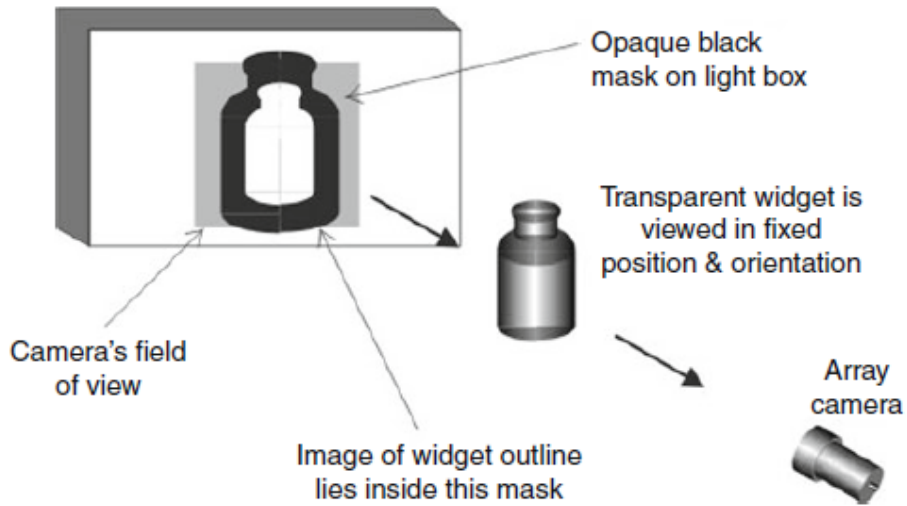 Opaque black
mask on light box
Transparent widget is
viewed in fixed
position & orientation
Camera's field
of view
Array
camera
Image of widget outline
lies inside this mask